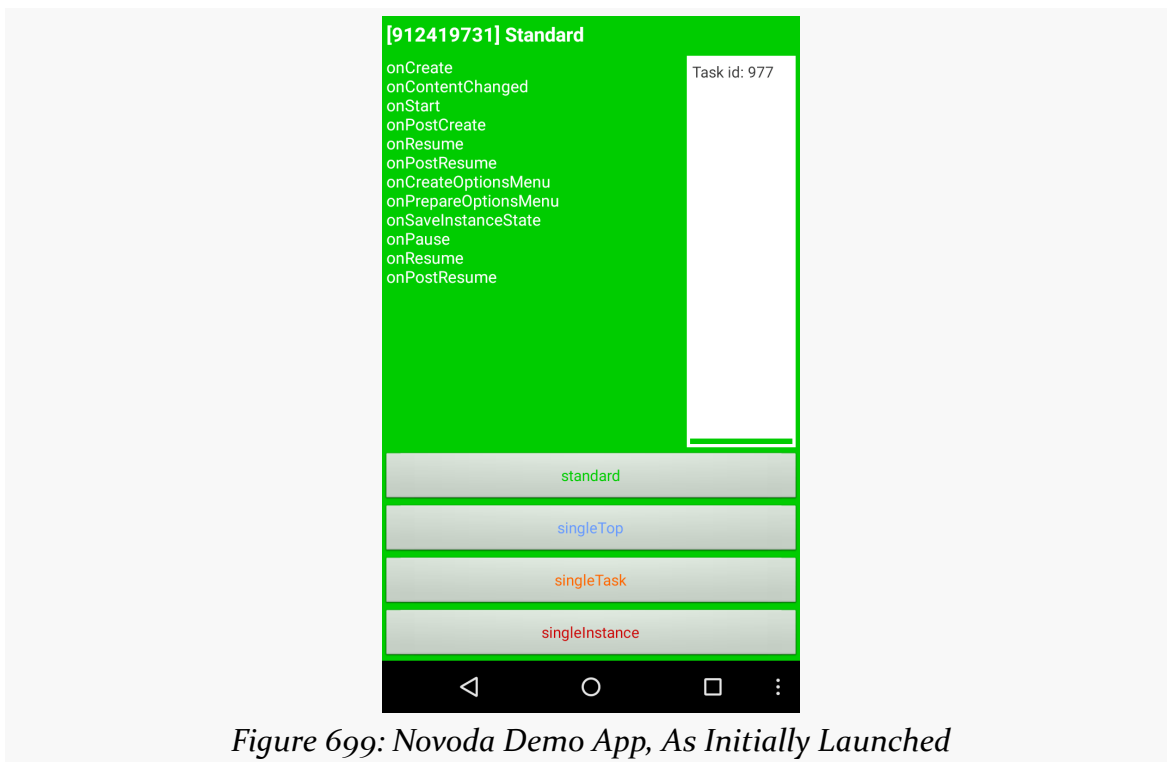 [912419731] Standard
onCreate
onContentChanged
onStart
onPostCreate
onResume
onPostResume
onCreateOptionsMenu
onPrepareOptionsMenu
onSaveInstanceState
onPause
onResume
onPostResume
Task id: 977
standard
singleTop
singleTask
singleInstance
Figure 699: Novoda Demo App, As Initially Launched